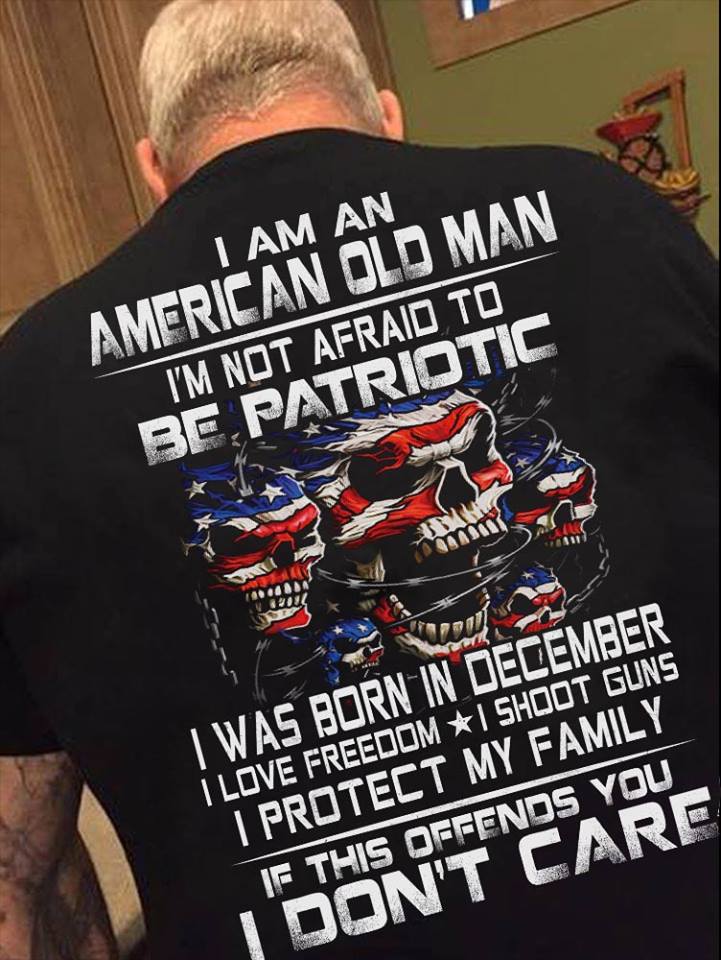 I AM AN
AMERICAN OLD MAN
I'M NOT AFRAID TO
BE PATRIOTIC
I WAS BORN IN DECEMBER
I LOVE FREEDOM ★ I SHOOT GUNS
I PROTECT MY FAMILY
IF THIS OFFENDS YOU
I DON'T CARE